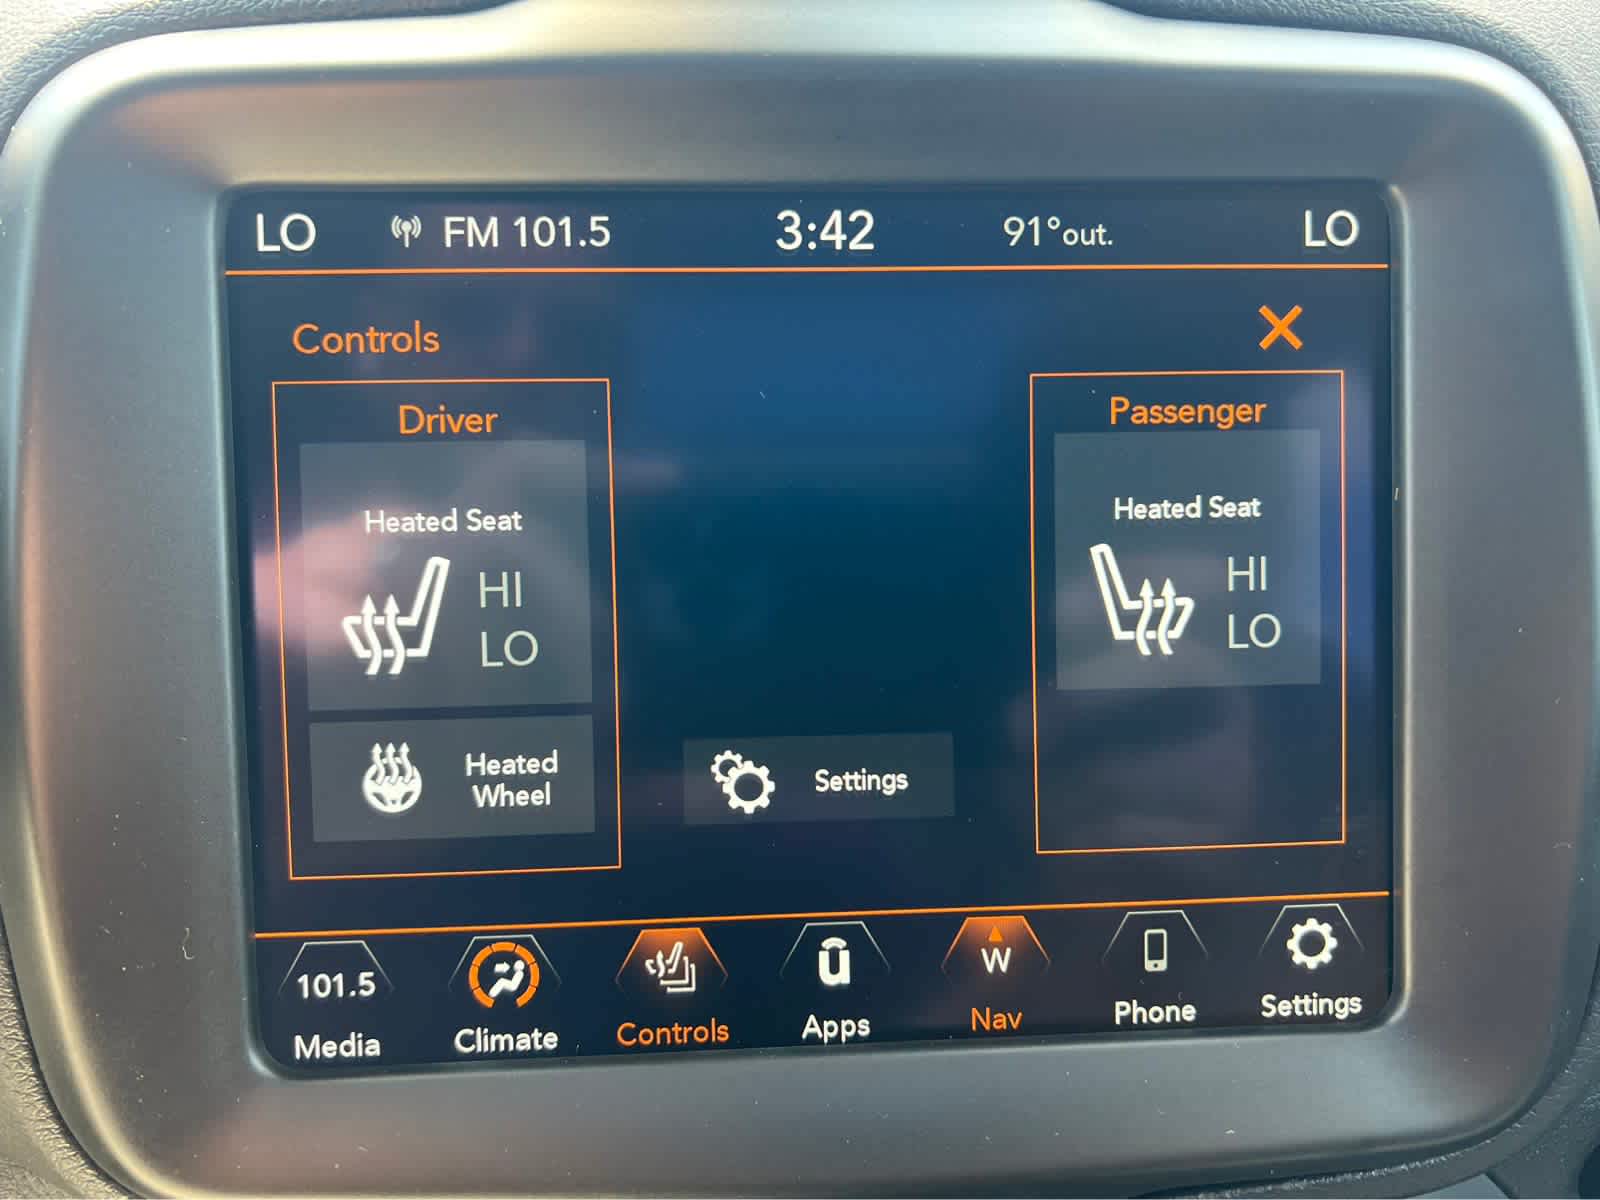 LO FM 101.5 3:42 91°out. LO
Controls
Driver
Heated Seat
HI
LO
Heated
Wheel
Settings
Passenger
Heated Seat
HI
LO
101.5
Media
Climate
Controls
u
Apps
W
Nav
Phone
Settings